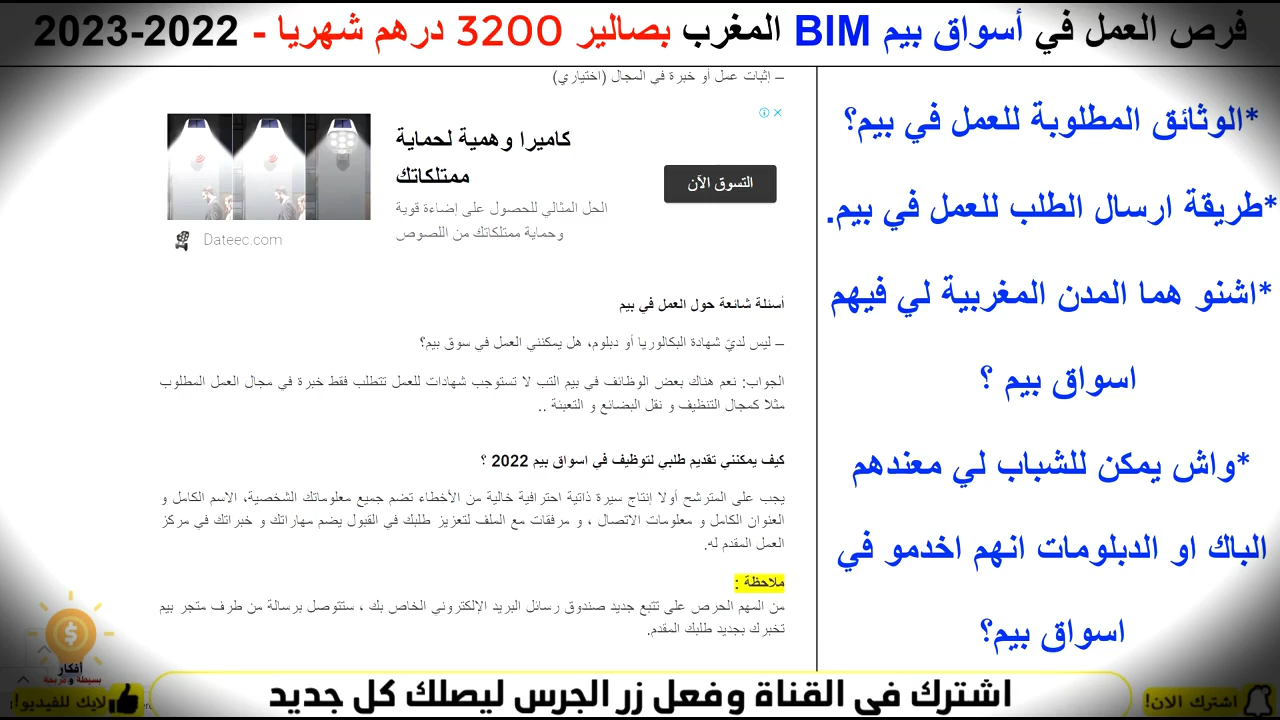 فرص العمل في أسواق بيم BIM المغرب بصالير 3200 درهم شهريا - 2022-2023
*الوثائق المطلوبة للعمل في بيم؟
*طريقة ارسال الطلب للعمل في بيم.
*اشنو هما المدن المغربية لي فيهم
اسواق بيم ؟
*واش يمكن للشباب لي معندهم
الباك او الدبلومات انهم اخدمو في
اسواق بيم؟
– إثبات عمل أو خبرة في المجال (اختياري)
كاميرا وهمية لحماية
ممتلكاتك
الحل المثالي للحصول على إضاءة قوية
وحماية ممتلكاتك من اللصوص
التسوق الآن
Dateec.com
أسئلة شائعة حول العمل في بيم
– ليس لديّ شهادة البكالوريا أو دبلوم، هل يمكنني العمل في سوق بيم؟
الجواب: نعم هناك بعض الوظائف في بيم التب لا تستوجب شهادات للعمل تتطلب فقط خبرة في مجال العمل المطلوب
مثلا كمجال التنظيف و نقل البضائع و التعبئة ..
كيف يمكنني تقديم طلبي لتوظيف في اسواق بيم 2022 ؟
يجب على المترشح أولا إنتاج سيرة ذاتية احترافية خالية من الأخطاء تضم جميع معلوماتك الشخصية، الاسم الكامل و
العنوان الكامل و معلومات الاتصال ، و مرفقات مع الملف لتعزيز طلبك في القبول يضم مهاراتك و خبراتك في مركز
العمل المقدم له.
ملاحظة :
من المهم الحرص على تتبع جديد صندوق رسائل البريد الإلكتروني الخاص بك ، ستتوصل برسالة من طرف متجر بيم
تخبرك بجديد طلبك المقدم.
أفكار
بسيطة و مربحة
لايك للفيديو!
اشترك في القناة وفعل زر الجرس ليصلك كل جديد
اشترك الان!